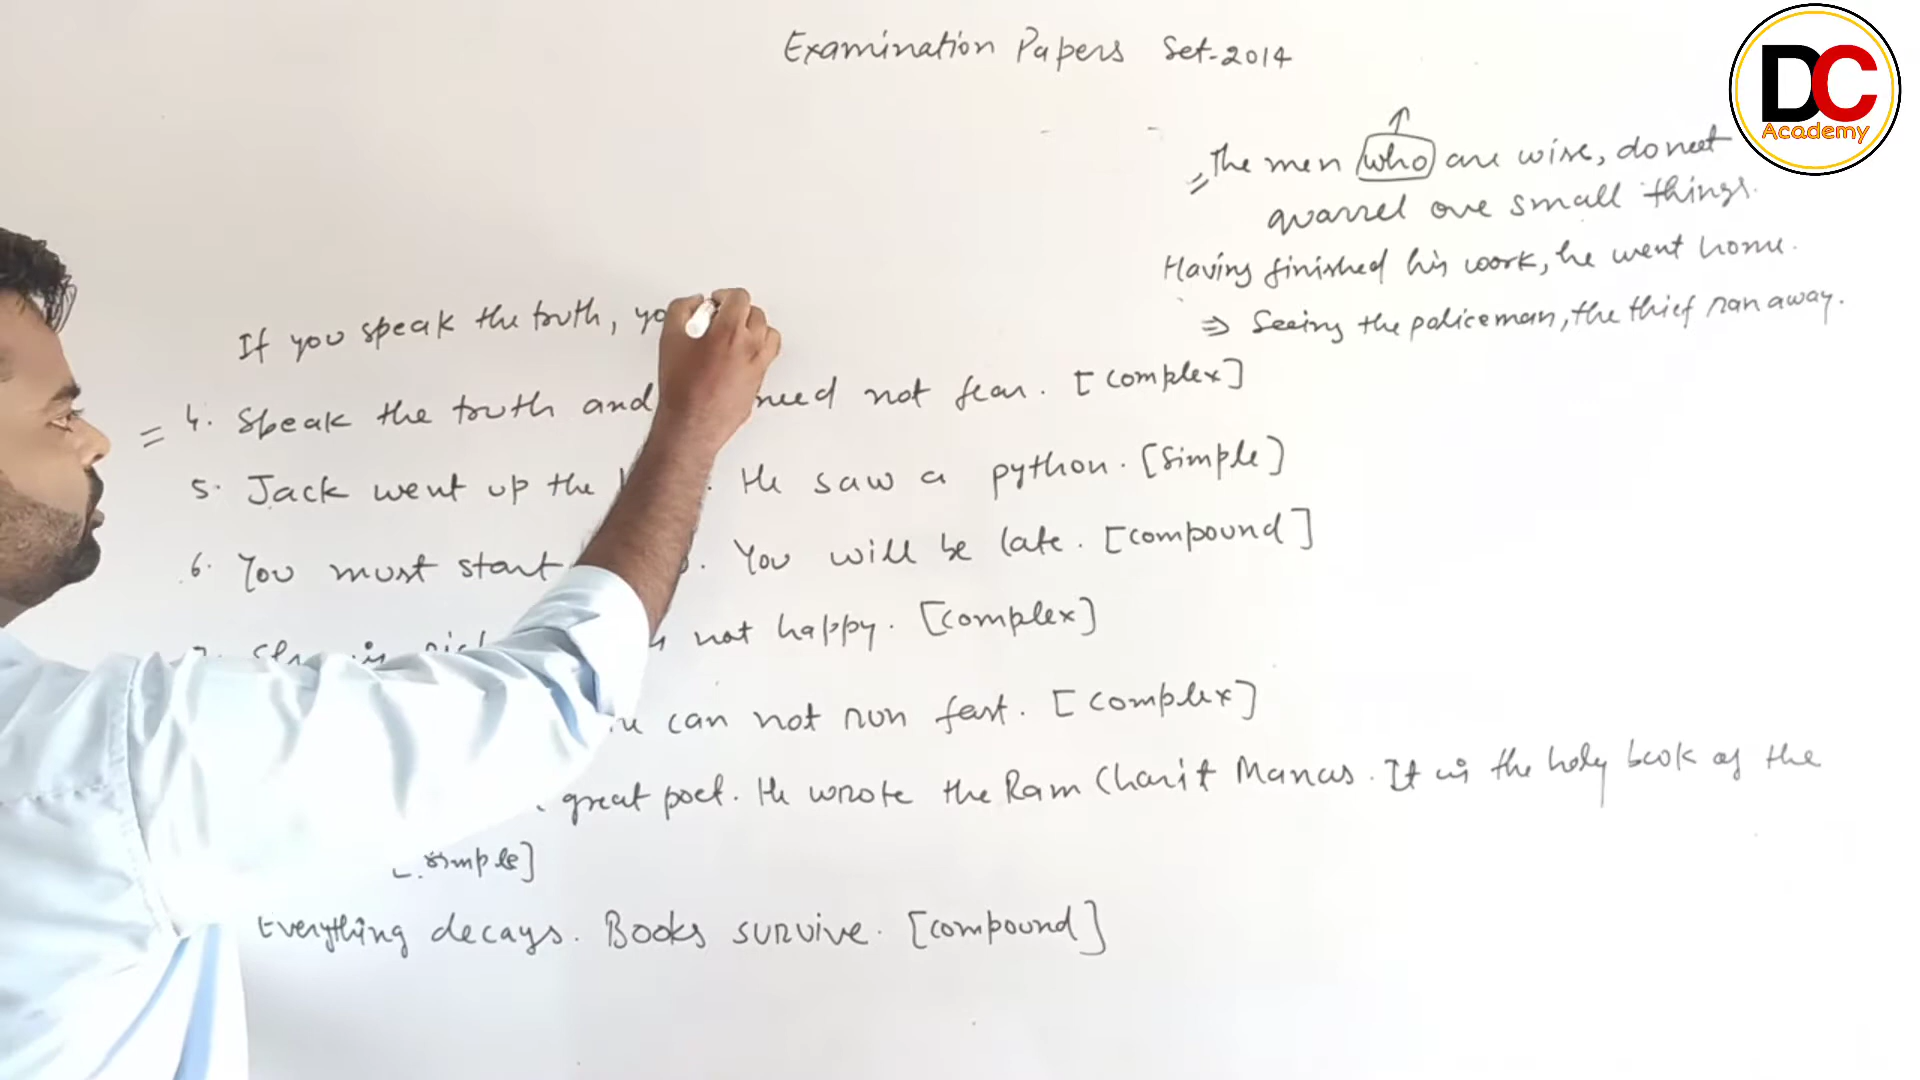 Examination Papers Set-2014
DC
Academy
The men who are wise, do not
quarrel ove small things.
Having finished his work, he went home.
⇒ Seeing the policeman, the thief ran away.
If you speak the truth, yo
= 4. Speak the truth and need not fear. [complex]
5. Jack went up the . He saw a python. [simple]
6. You must start . You will be late. [compound]
is not happy. [complex]
can not run fast. [complex]
great poet. He wrote the Ram Charit Manas. It is the holy book of the
[simple]
Everything decays. Books survive. [compound]